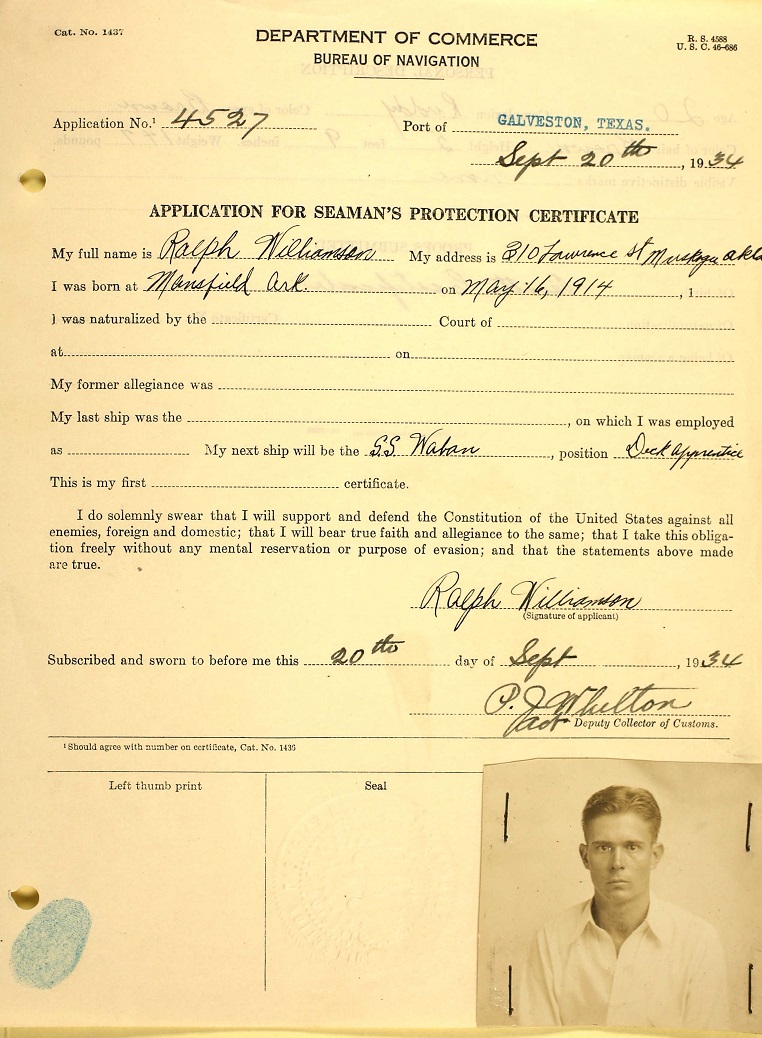 Cat. No. 1437
DEPARTMENT OF COMMERCE
BUREAU OF NAVIGATION
R. S. 4588
U. S. C. 46-686
Application No.¹ 4527
Port of GALVESTON, TEXAS.
Sept 20th, 1934
APPLICATION FOR SEAMAN'S PROTECTION CERTIFICATE
My full name is Ralph Williamson My address is 310 Lawrence St Muskogee Okla
I was born at Mansfield Ark. on May 16, 1914, 1
I was naturalized by the Court of
at on
My former allegiance was
My last ship was the , on which I was employed
as My next ship will be the S.S. Waban, position Deck Apprentice
This is my first certificate.
I do solemnly swear that I will support and defend the Constitution of the United States against all
enemies, foreign and domestic; that I will bear true faith and allegiance to the same; that I take this obliga-
tion freely without any mental reservation or purpose of evasion; and that the statements above made
are true.
Ralph Williamson
(Signature of applicant)
Subscribed and sworn to before me this 20th day of Sept, 1934
P. J. Whelton
Deputy Collector of Customs.
¹ Should agree with number on certificate, Cat. No. 1436
Left thumb print
Seal